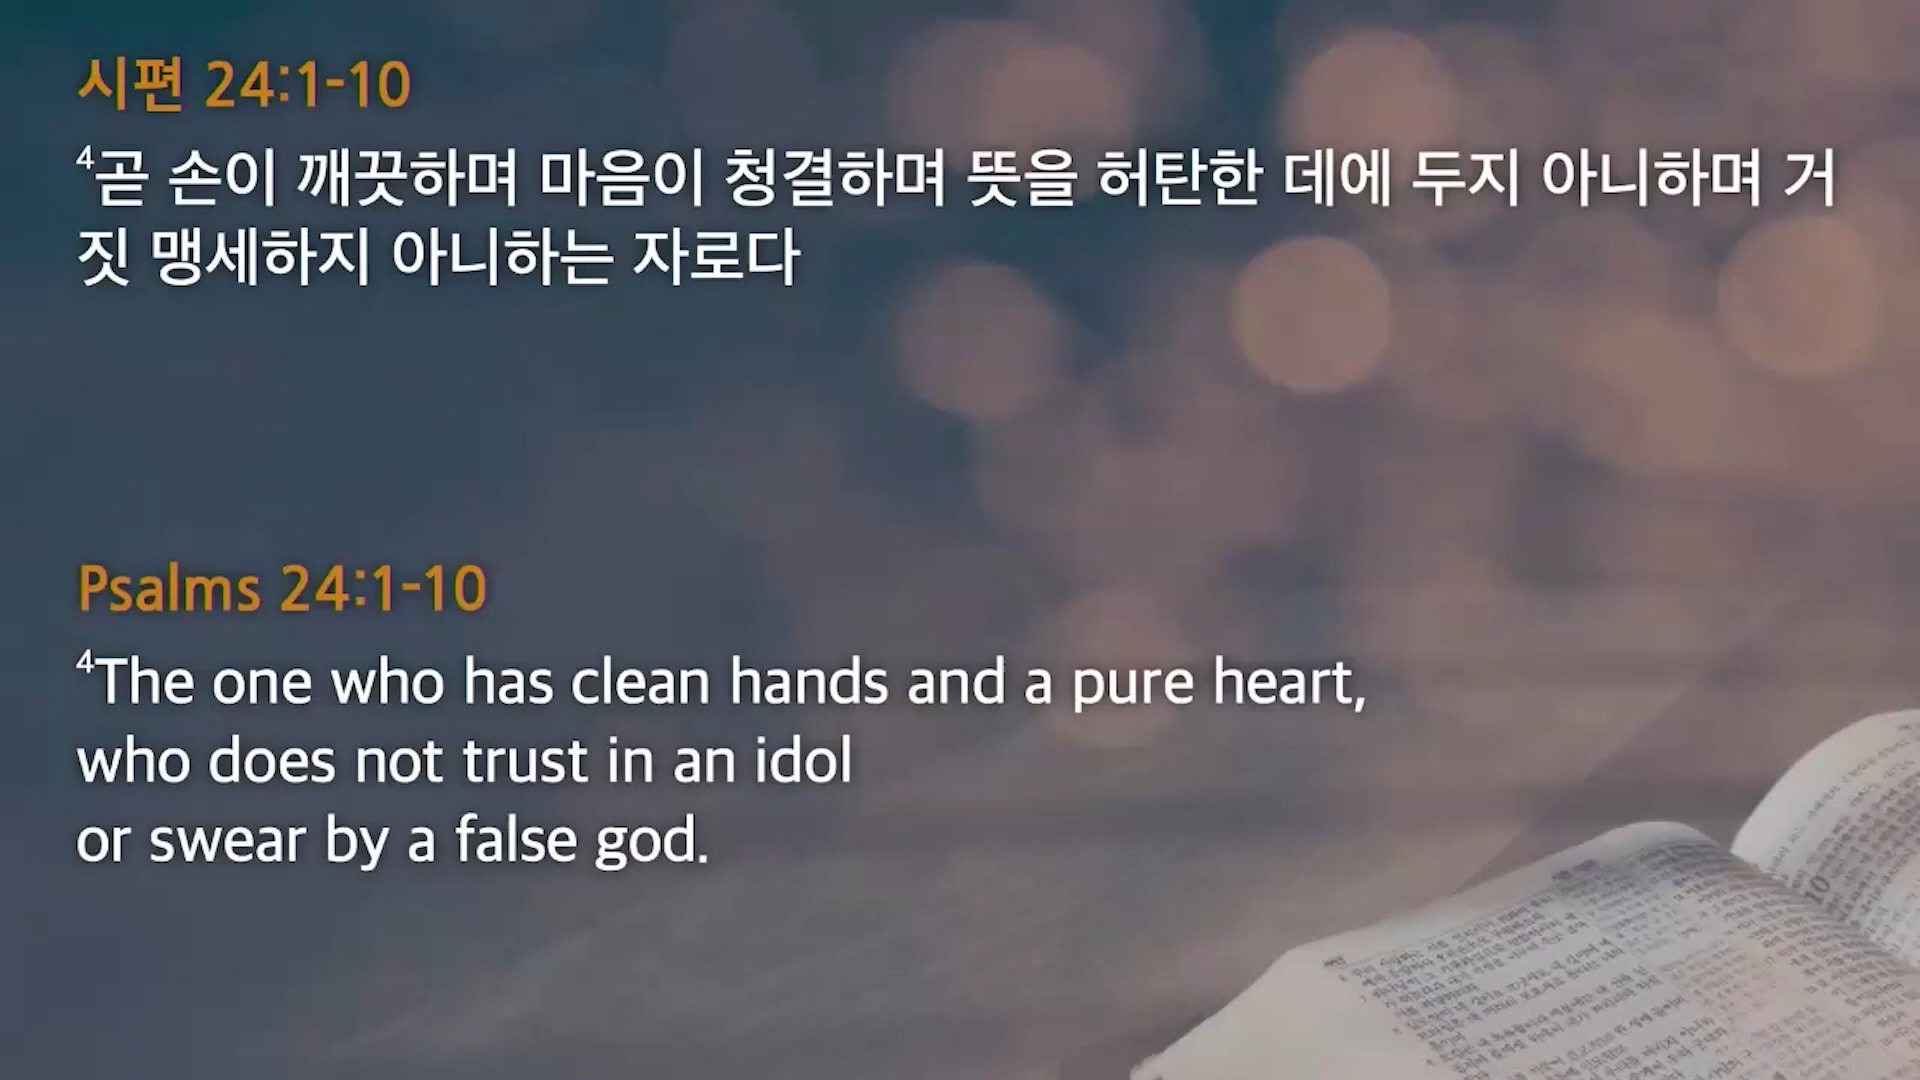 시편 24:1-10
⁴곧 손이 깨끗하며 마음이 청결하며 뜻을 허탄한 데에 두지 아니하며 거
짓 맹세하지 아니하는 자로다
Psalms 24:1-10
⁴The one who has clean hands and a pure heart,
who does not trust in an idol
or swear by a false god.